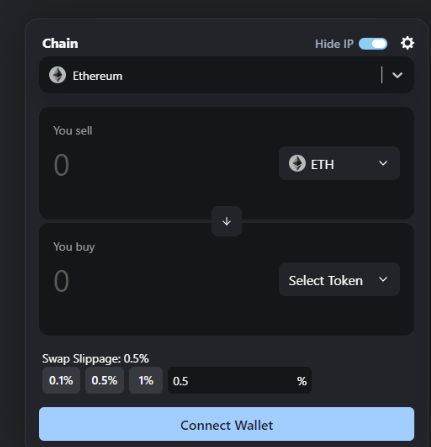 Chain
Hide IP
Ethereum
You sell
0
ETH
You buy
0
Select Token
Swap Slippage: 0.5%
0.1% 0.5% 1% 0.5 %
Connect Wallet